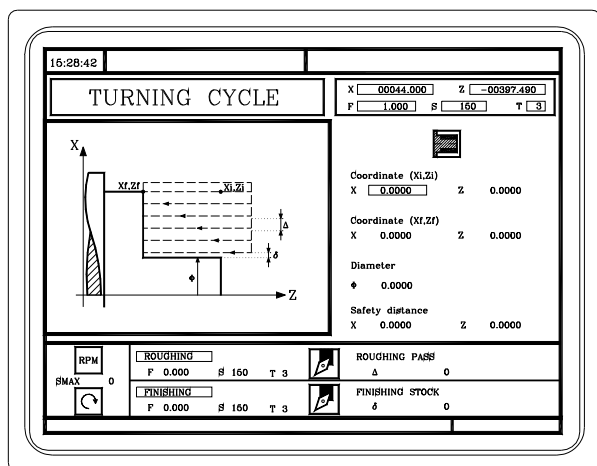 15:28:42
TURNING CYCLE
X 00044.000 Z -00397.490
F 1.000 S 150 T 3
X
Xf,Zf
Xi,Zi
Δ
δ
Φ
Z
Coordinate (Xi,Zi)
X 0.0000 Z 0.0000
Coordinate (Xf,Zf)
X 0.0000 Z 0.0000
Diameter
Φ 0.0000
Safety distance
X 0.0000 Z 0.0000
RPM
SMAX 0
ROUGHING
F 0.000 S 150 T 3
ROUGHING PASS
Δ 0
FINISHING
F 0.000 S 150 T 3
FINISHING STOCK
δ 0